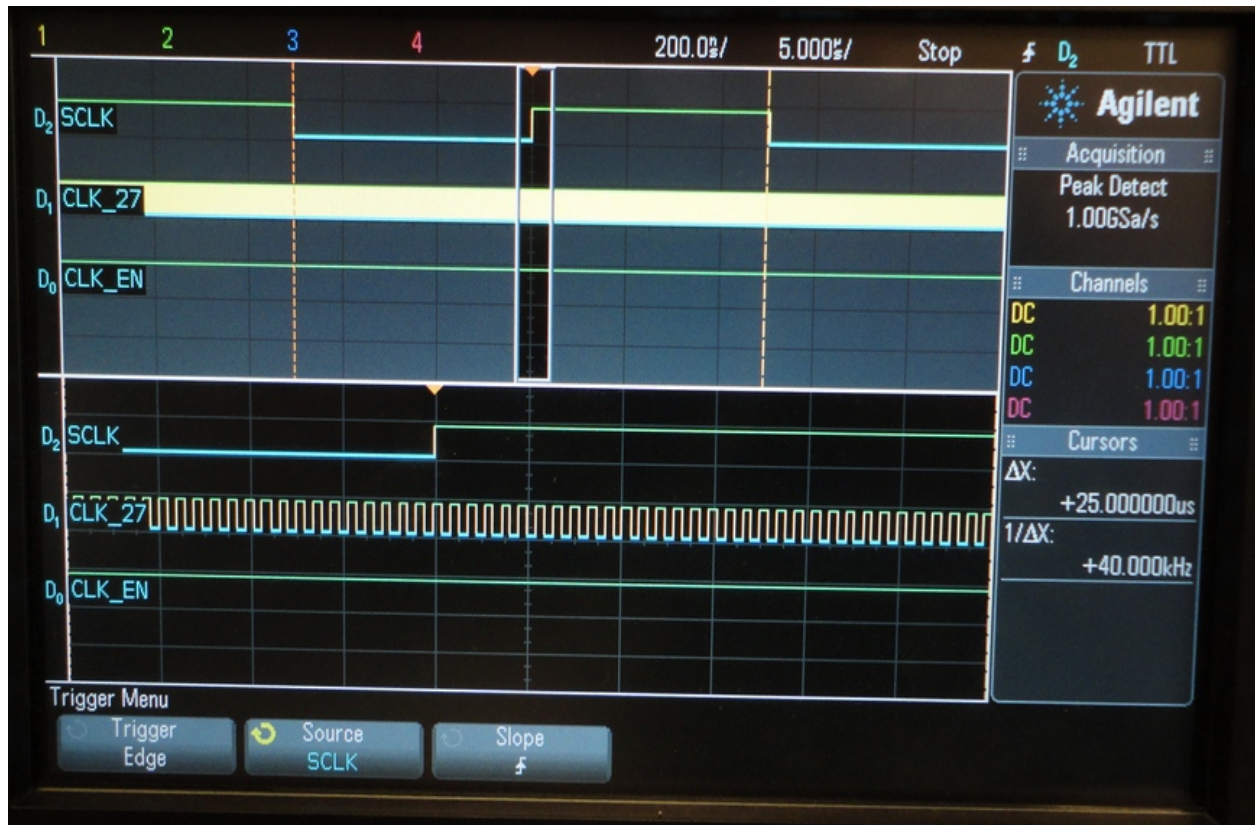 1 2 3 4 200.0ns/ 5.000us/ Stop D2 TTL
Agilent
Acquisition
Peak Detect
1.00GSa/s
Channels
DC 1.00:1
DC 1.00:1
DC 1.00:1
DC 1.00:1
Cursors
ΔX:
+25.000000us
1/ΔX:
+40.000kHz
D2 SCLK
D1 CLK_27
D0 CLK_EN
D2 SCLK
D1 CLK_27
D0 CLK_EN
Trigger Menu
Trigger
Edge
Source
SCLK
Slope